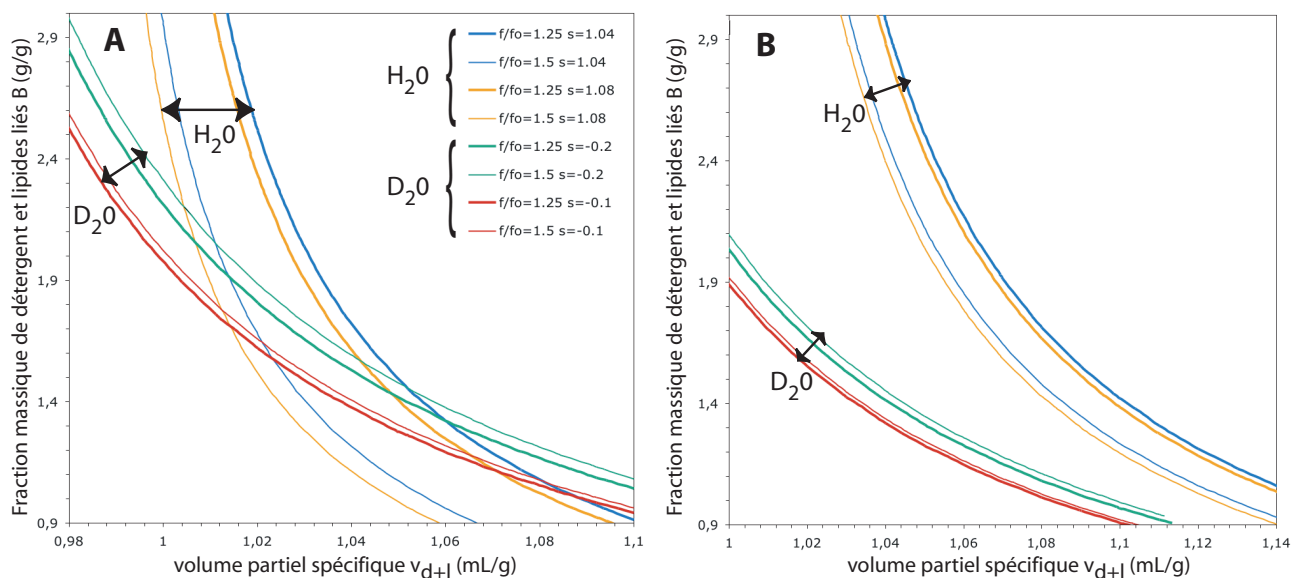 A
Fraction massique de détergent et lipides liés B (g/g)
2,9
2,4
1,9
1,4
0,9
0,98
1
1,02
1,04
1,06
1,08
1,1
volume partiel spécifique vd+l (mL/g)
H20
D20
H20
f/fo=1.25 s=1.04
f/fo=1.5 s=1.04
f/fo=1.25 s=1.08
f/fo=1.5 s=1.08
D20
f/fo=1.25 s=-0.2
f/fo=1.5 s=-0.2
f/fo=1.25 s=-0.1
f/fo=1.5 s=-0.1
B
Fraction massique de détergent et lipides liés B (g/g)
2,9
2,4
1,9
1,4
0,9
1
1,02
1,04
1,06
1,08
1,1
1,12
1,14
volume partiel spécifique vd+l (mL/g)
H20
D20